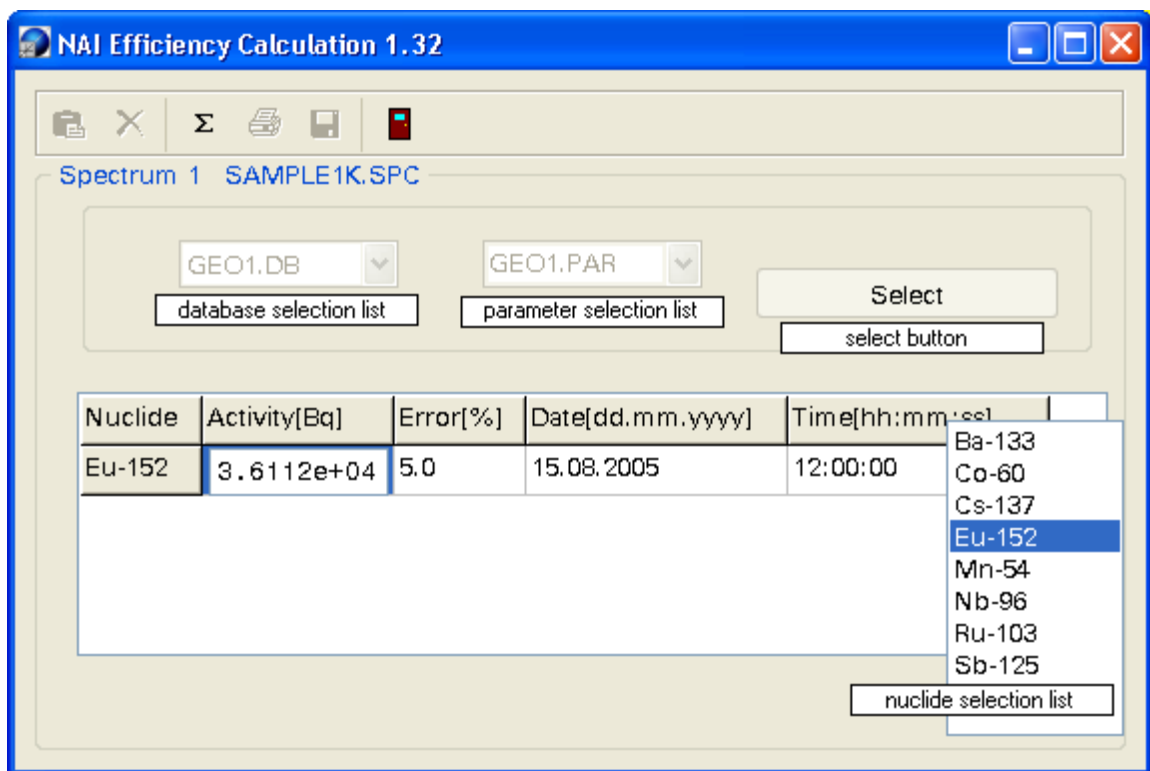 NAI Efficiency Calculation 1.32
Σ
Spectrum 1 SAMPLE1K.SPC
GEO1.DB GEO1.PAR Select
database selection list parameter selection list select button
Nuclide Activity[Bq] Error[%] Date[dd.mm.yyyy] Time[hh:mm:ss]
Eu-152 3.6112e+04 5.0 15.08.2005 12:00:00
Ba-133
Co-60
Cs-137
Eu-152
Mn-54
Nb-96
Ru-103
Sb-125
nuclide selection list